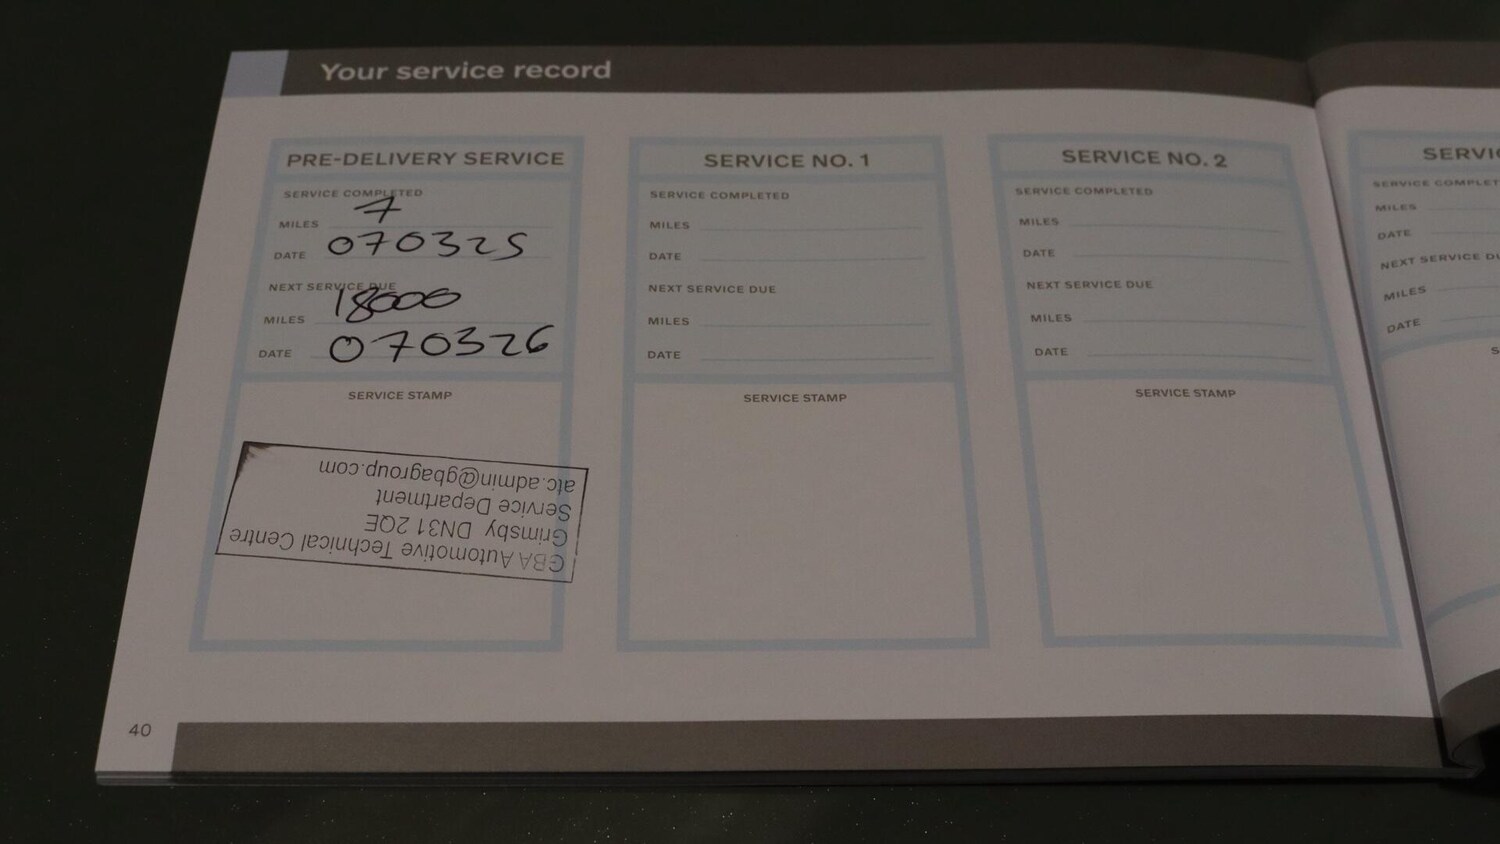 Your service record
PRE-DELIVERY SERVICE
SERVICE COMPLETED
MILES 7
DATE 070325
NEXT SERVICE DUE
MILES 18000
DATE 070326
SERVICE STAMP
GBA Automotive Technical Centre
Grimsby DN31 2QE
Service Department
atc.admin@gbagroup.com
SERVICE NO. 1
SERVICE COMPLETED
MILES
DATE
NEXT SERVICE DUE
MILES
DATE
SERVICE STAMP
SERVICE NO. 2
SERVICE COMPLETED
MILES
DATE
NEXT SERVICE DUE
MILES
DATE
SERVICE STAMP
MILES
DATE
NEXT SERVICE
MILES
DATE
40